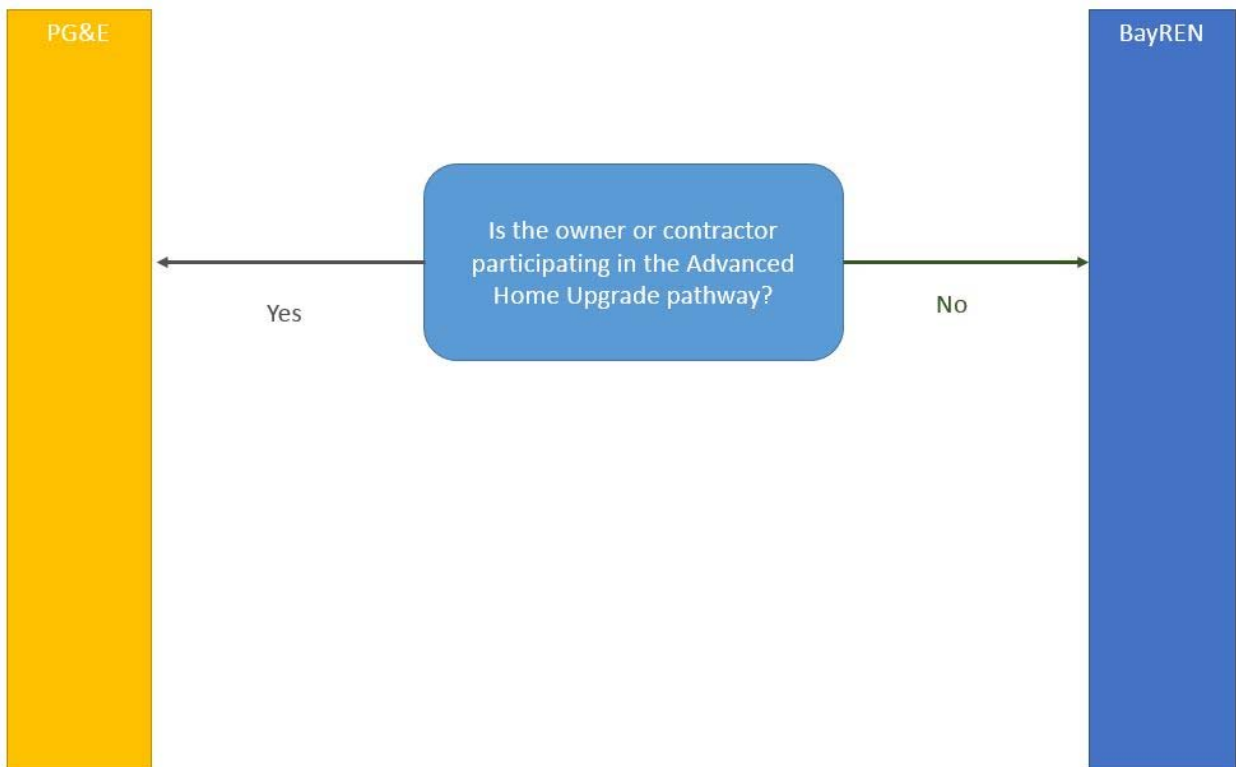 PG&E
BayREN
Is the owner or contractor
participating in the Advanced
Home Upgrade pathway?
Yes
No